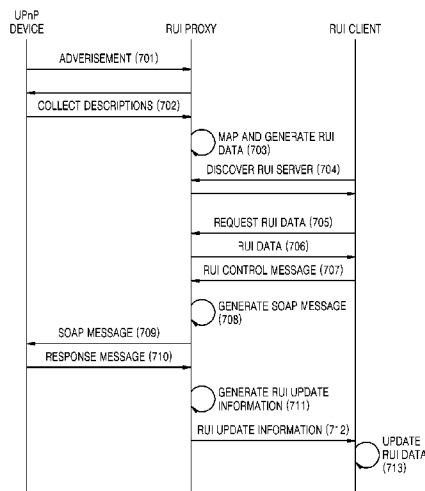 UPnP
DEVICE
RUI PROXY
RUI CLIENT
ADVERISEMENT (701)
COLLECT DESCRIPTIONS (702)
MAP AND GENERATE RUI
DATA (703)
DISCOVER RUI SERVER (704)
REQUEST RUI DATA (705)
RUI DATA (706)
RUI CONTROL MESSAGE (707)
GENERATE SOAP MESSAGE
(708)
SOAP MESSAGE (709)
RESPONSE MESSAGE (710)
GENERATE RUI UPDATE
INFORMATION (711)
RUI UPDATE INFORMATION (712)
UPDATE
RUI DATA
(713)